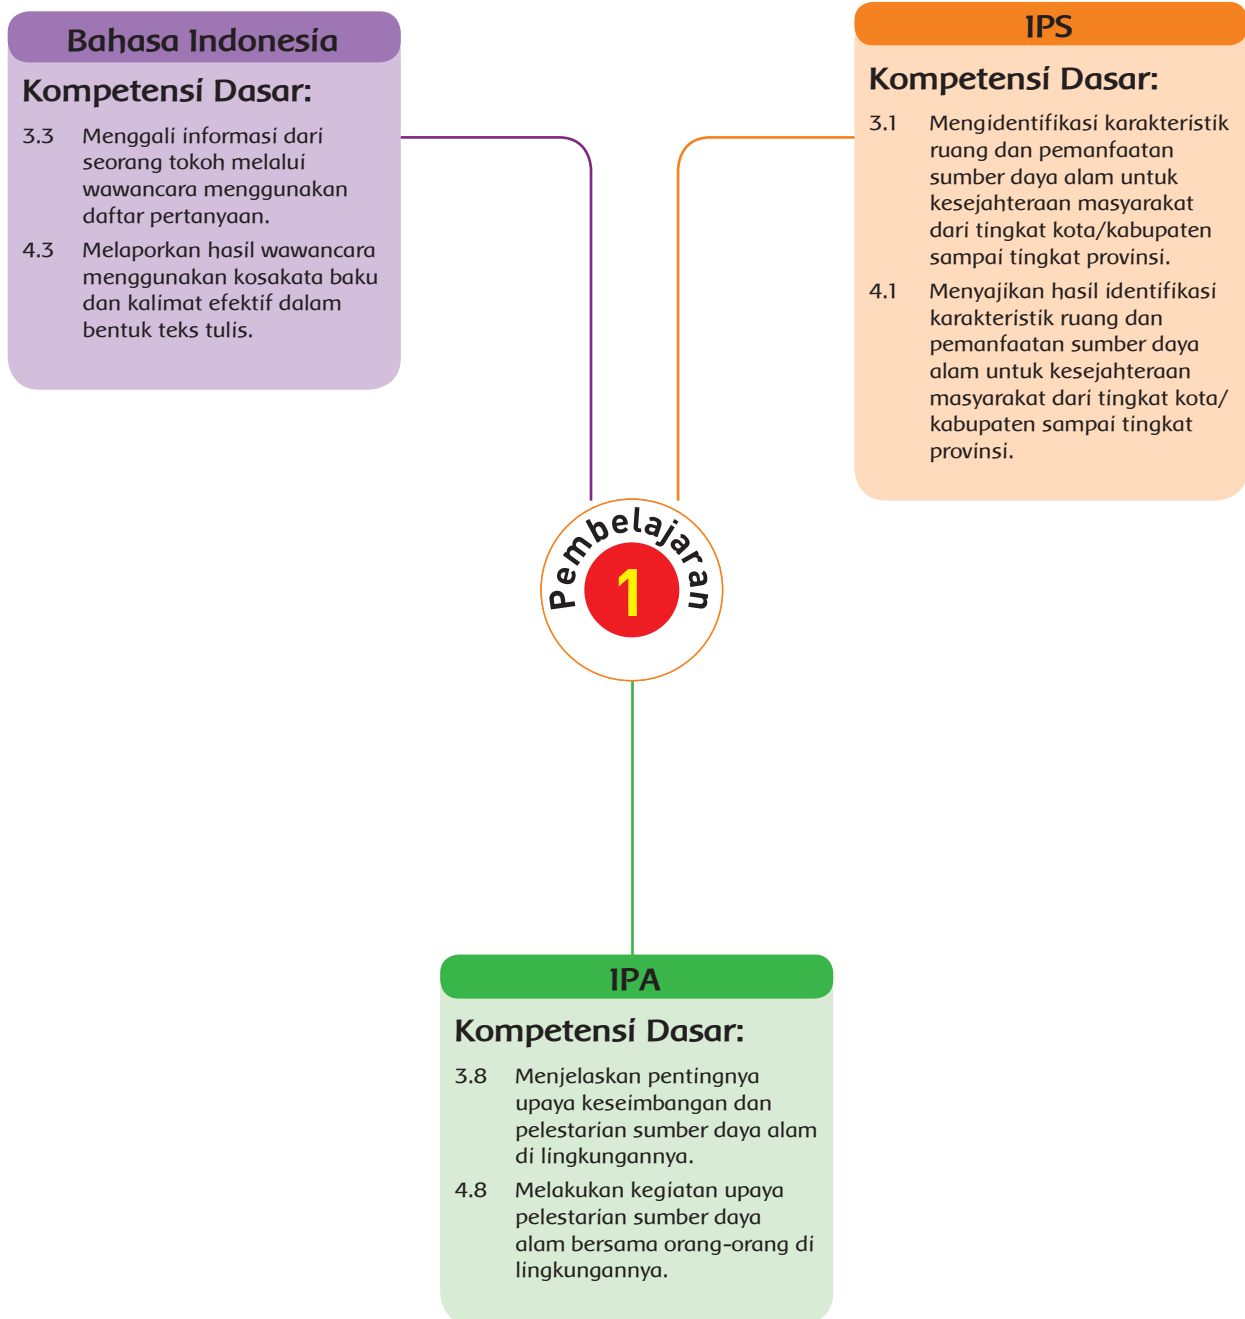 Bahasa Indonesia
Kompetensi Dasar:
3.3 Menggali informasi dari
seorang tokoh melalui
wawancara menggunakan
daftar pertanyaan.
4.3 Melaporkan hasil wawancara
menggunakan kosakata baku
dan kalimat efektif dalam
bentuk teks tulis.
IPS
Kompetensi Dasar:
3.1 Mengidentifikasi karakteristik
ruang dan pemanfaatan
sumber daya alam untuk
kesejahteraan masyarakat
dari tingkat kota/kabupaten
sampai tingkat provinsi.
4.1 Menyajikan hasil identifikasi
karakteristik ruang dan
pemanfaatan sumber daya
alam untuk kesejahteraan
masyarakat dari tingkat kota/
kabupaten sampai tingkat
provinsi.
Pembelajaran
1
IPA
Kompetensi Dasar:
3.8 Menjelaskan pentingnya
upaya keseimbangan dan
pelestarian sumber daya alam
di lingkungannya.
4.8 Melakukan kegiatan upaya
pelestarian sumber daya
alam bersama orang-orang di
lingkungannya.